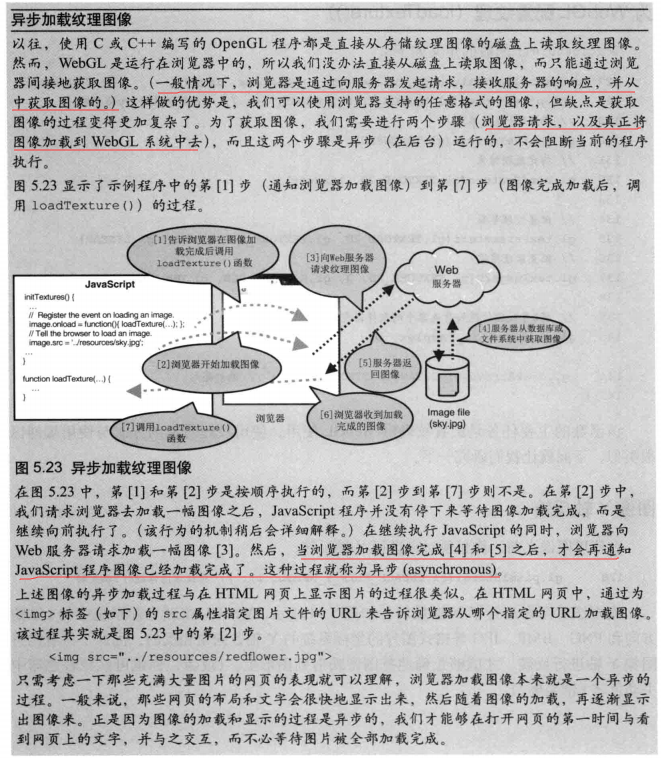 异步加载纹理图像
以往，使用 C 或 C++ 编写的 OpenGL 程序都是直接从存储纹理图像的磁盘上读取纹理图像。
然而，WebGL 是运行在浏览器中的，所以我们没办法直接从磁盘上读取图像，而只能通过浏览
器间接地获取图像。（一般情况下，浏览器是通过向服务器发起请求，接收服务器的响应，并从
中获取图像的。）这样做的优势是，我们可以使用浏览器支持的任意格式的图像，但缺点是获取
图像的过程变得更加复杂了。为了获取图像，我们需要进行两个步骤（浏览器请求，以及真正将
图像加载到 WebGL 系统中去），而且这两个步骤是异步（在后台）运行的，不会阻断当前的程序
执行。
图 5.23 显示了示例程序中的第 [1] 步（通知浏览器加载图像）到第 [7] 步（图像完成加载后，调
用 loadTexture()）的过程。
[1]告诉浏览器在图像加
载完成后调用
loadTexture()函数
[3]向Web服务器
请求纹理图像
Web
服务器
JavaScript
initTextures() {
...
// Register the event on loading an image.
image.onload = function(){ loadTexture(...); };
// Tell the browser to load an image.
image.src = '../resources/sky.jpg';
...
}
function loadTexture(...) {
...
}
[2]浏览器开始加载图像
[4]服务器从数据库或
文件系统中获取图像
[5]服务器返
回图像
[7]调用loadTexture()
函数
浏览器
[6]浏览器收到加载
完成的图像
Image file
(sky.jpg)
图 5.23 异步加载纹理图像
在图 5.23 中，第 [1] 和第 [2] 步是按顺序执行的，而第 [2] 步到第 [7] 步则不是。在第 [2] 步中，
我们请求浏览器去加载一幅图像之后，JavaScript 程序并没有停下来等待图像加载完成，而是
继续向前执行了。（该行为的机制稍后会详细解释。）在继续执行 JavaScript 的同时，浏览器向
Web 服务器请求加载一幅图像 [3]。然后，当浏览器加载图像完成 [4] 和 [5] 之后，才会再通知
JavaScript 程序图像已经加载完成了。这种过程就称为异步 (asynchronous)。
上述图像的异步加载过程与在 HTML 网页上显示图片的过程很类似。在 HTML 网页中，通过为
<img> 标签（如下）的 src 属性指定图片文件的 URL 来告诉浏览器从哪个指定的 URL 加载图像。
该过程其实就是图 5.23 中的第 [2] 步。
<img src="../resources/redflower.jpg">
只需考虑一下那些充满大量图片的网页的表现就可以理解，浏览器加载图像本来就是一个异步的
过程。一般来说，那些网页的布局和文字会很快地显示出来，然后随着图像的加载，再逐渐显示
出图像来。正是因为图像的加载和显示的过程是异步的，我们才能够在打开网页的第一时间与看
到网页上的文字，并与之交互，而不必等待图片被全部加载完成。